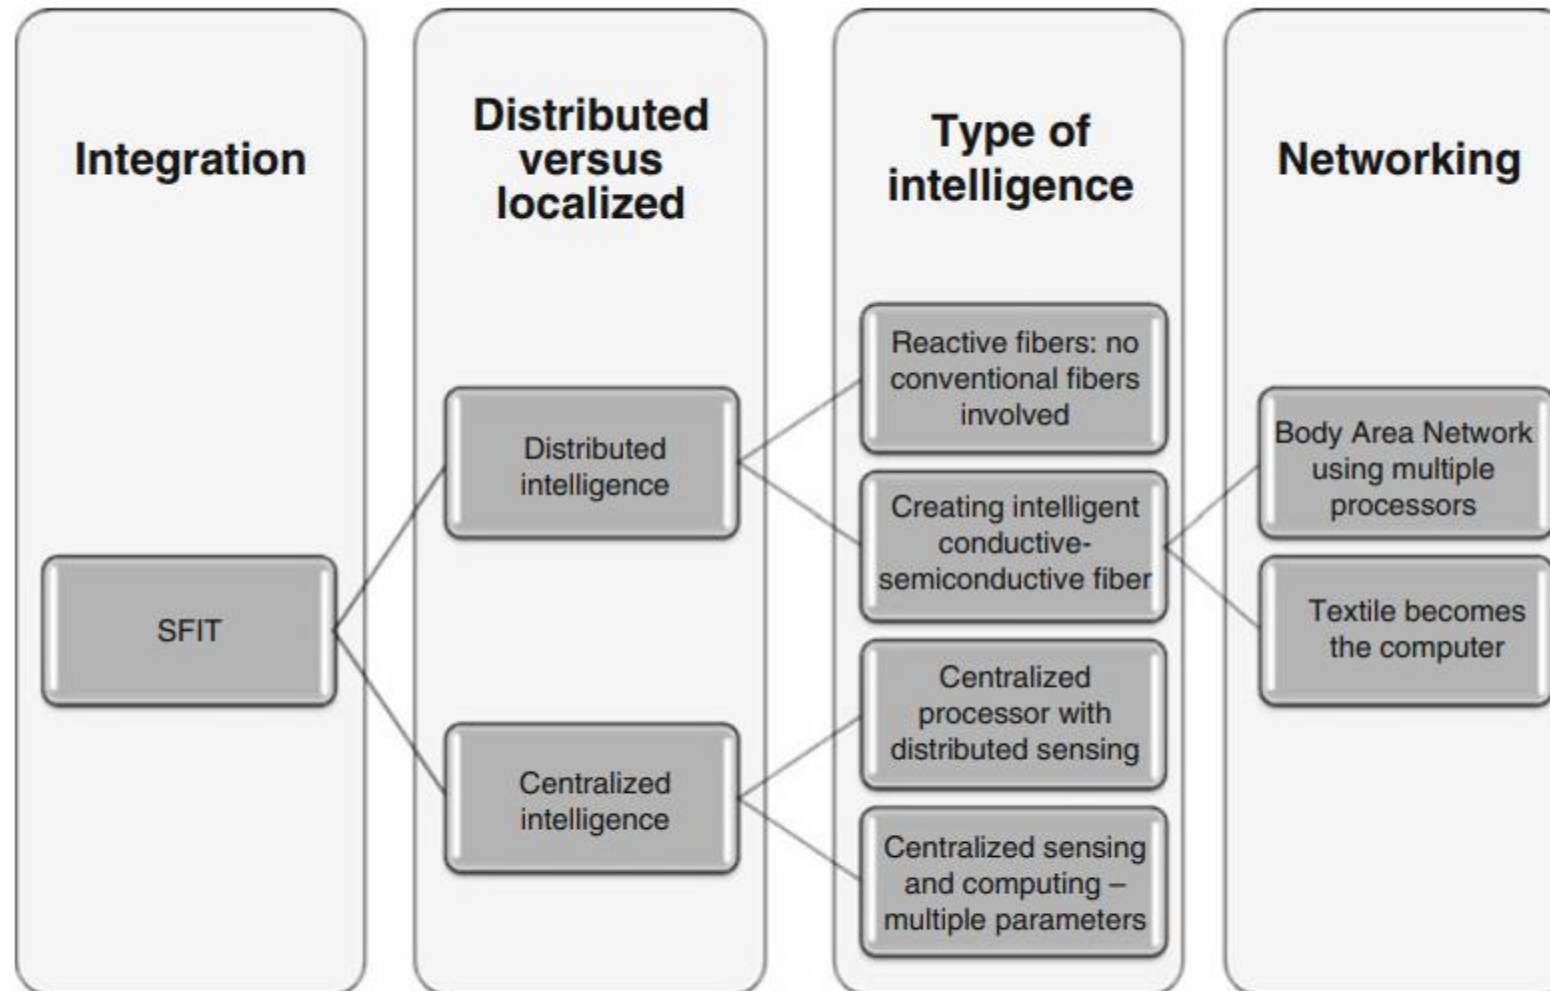 Integration
Distributed
versus
localized
Type of
intelligence
Networking
SFIT
Distributed
intelligence
Centralized
intelligence
Reactive fibers: no
conventional fibers
involved
Creating intelligent
conductive-
semiconductive fiber
Centralized
processor with
distributed sensing
Centralized sensing
and computing –
multiple parameters
Body Area Network
using multiple
processors
Textile becomes
the computer